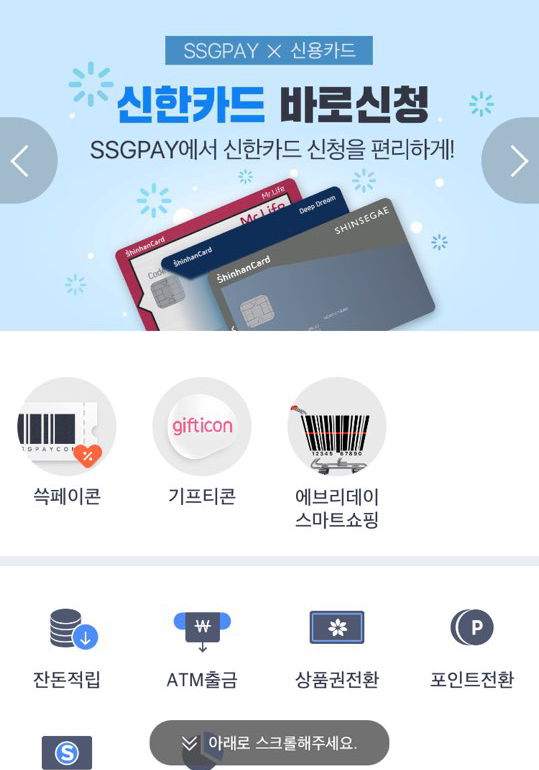 SSGPAY × 신용카드
신한카드 바로신청
SSGPAY에서 신한카드 신청을 편리하게!
Mr.Life
Mr.Life
ShinhanCard
Deep Dream
ShinhanCard
SHINSEGAE
ShinhanCard
gifticon
12345 67890
쓱페이콘
기프티콘
에브리데이
스마트쇼핑
₩
P
잔돈적립
ATM출금
상품권전환
포인트전환
S
아래로 스크롤해주세요.